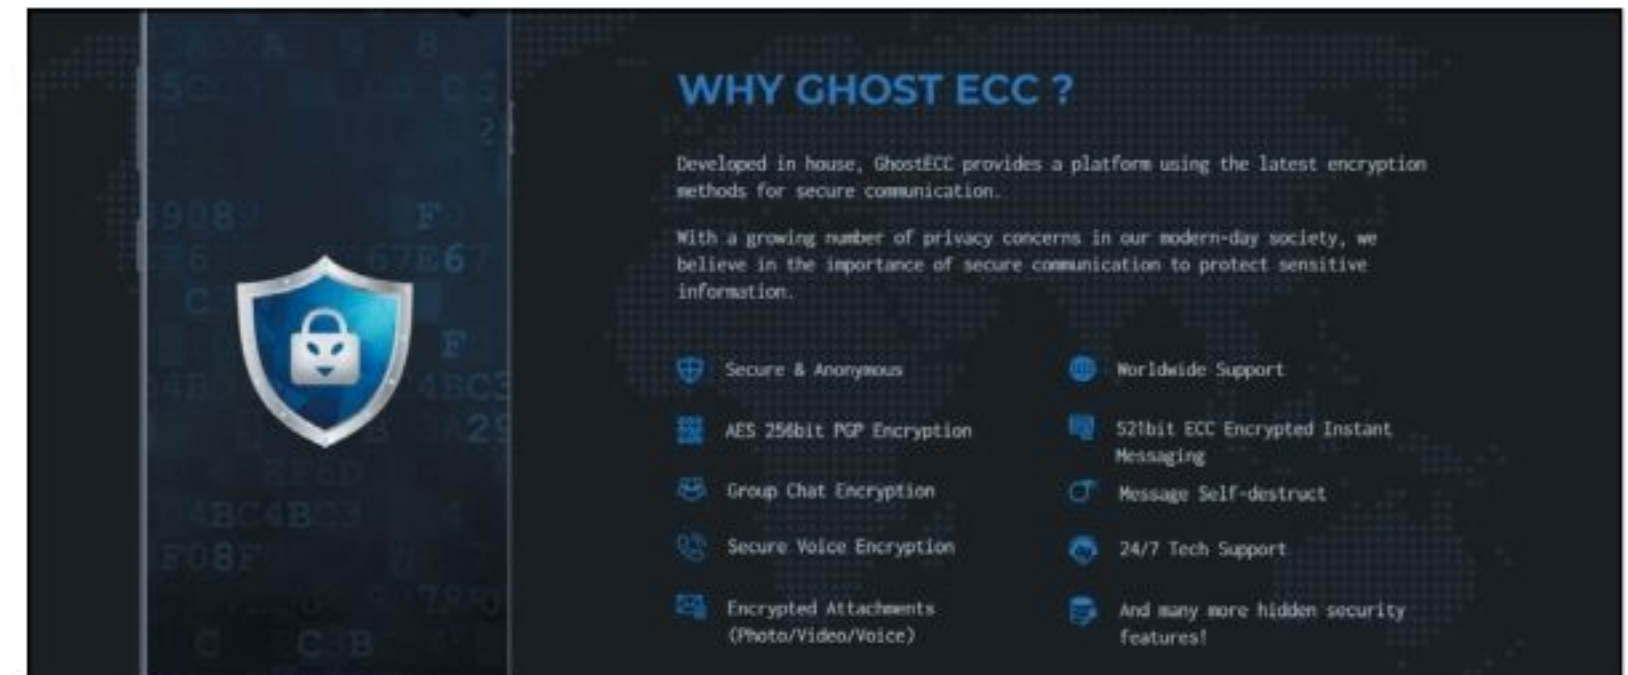 WHY GHOST ECC ?
Developed in house, GhostECC provides a platform using the latest encryption
methods for secure communication.
With a growing number of privacy concerns in our modern-day society, we
believe in the importance of secure communication to protect sensitive
information.
Secure & Anonymous
Worldwide Support
AES 256bit PGP Encryption
521bit ECC Encrypted Instant
Messaging
Group Chat Encryption
Message Self-destruct
Secure Voice Encryption
24/7 Tech Support
Encrypted Attachments
(Photo/Video/Voice)
And many more hidden security
features!